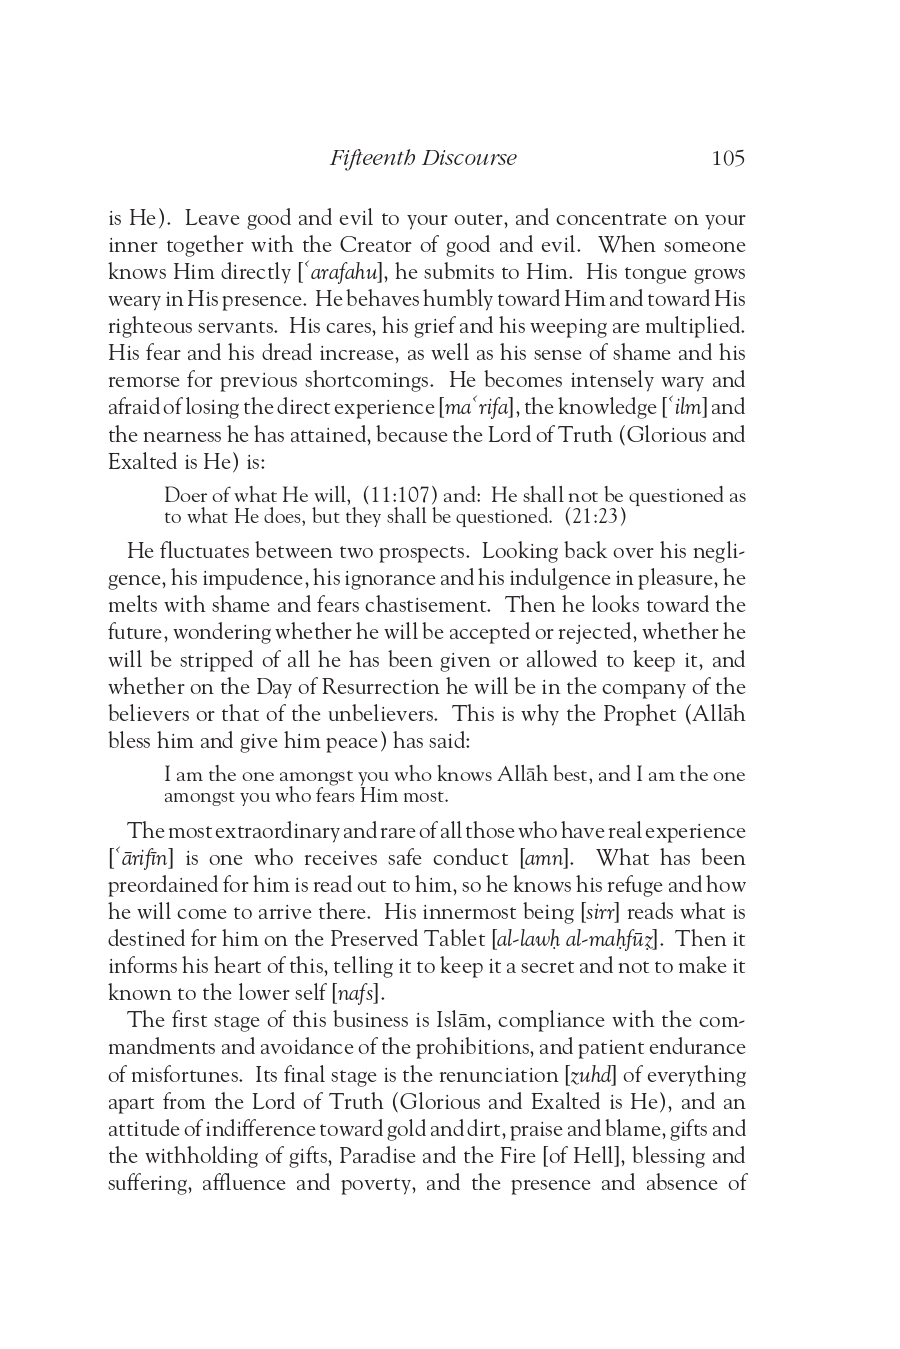 Fifteenth Discourse 105
is He). Leave good and evil to your outer, and concentrate on your
inner together with the Creator of good and evil. When someone
knows Him directly [ʿarafahu], he submits to Him. His tongue grows
weary in His presence. He behaves humbly toward Him and toward His
righteous servants. His cares, his grief and his weeping are multiplied.
His fear and his dread increase, as well as his sense of shame and his
remorse for previous shortcomings. He becomes intensely wary and
afraid of losing the direct experience [maʿrifa], the knowledge [ʿilm] and
the nearness he has attained, because the Lord of Truth (Glorious and
Exalted is He) is:
Doer of what He will, (11:107) and: He shall not be questioned as
to what He does, but they shall be questioned. (21:23)
He fluctuates between two prospects. Looking back over his negli-
gence, his impudence, his ignorance and his indulgence in pleasure, he
melts with shame and fears chastisement. Then he looks toward the
future, wondering whether he will be accepted or rejected, whether he
will be stripped of all he has been given or allowed to keep it, and
whether on the Day of Resurrection he will be in the company of the
believers or that of the unbelievers. This is why the Prophet (Allāh
bless him and give him peace) has said:
I am the one amongst you who knows Allāh best, and I am the one
amongst you who fears Him most.
The most extraordinary and rare of all those who have real experience
[ʿārifīn] is one who receives safe conduct [amn]. What has been
preordained for him is read out to him, so he knows his refuge and how
he will come to arrive there. His innermost being [sirr] reads what is
destined for him on the Preserved Tablet [al-lawḥ al-maḥfūẓ]. Then it
informs his heart of this, telling it to keep it a secret and not to make it
known to the lower self [nafs].
The first stage of this business is Islām, compliance with the com-
mandments and avoidance of the prohibitions, and patient endurance
of misfortunes. Its final stage is the renunciation [zuhd] of everything
apart from the Lord of Truth (Glorious and Exalted is He), and an
attitude of indifference toward gold and dirt, praise and blame, gifts and
the withholding of gifts, Paradise and the Fire [of Hell], blessing and
suffering, affluence and poverty, and the presence and absence of